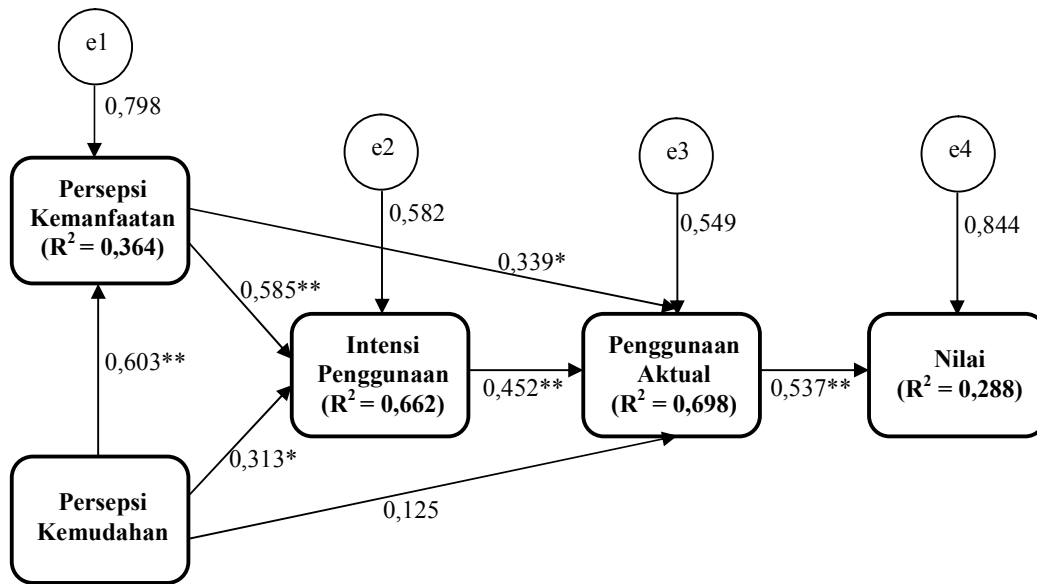 e1
0,798
e2
e3
e4
Persepsi
Kemanfaatan
(R² = 0,364)
0,582
0,549
0,844
0,339*
0,585**
0,603**
Intensi
Penggunaan
(R² = 0,662)
0,452**
Penggunaan
Aktual
(R² = 0,698)
0,537**
Nilai
(R² = 0,288)
0,313*
0,125
Persepsi
Kemudahan